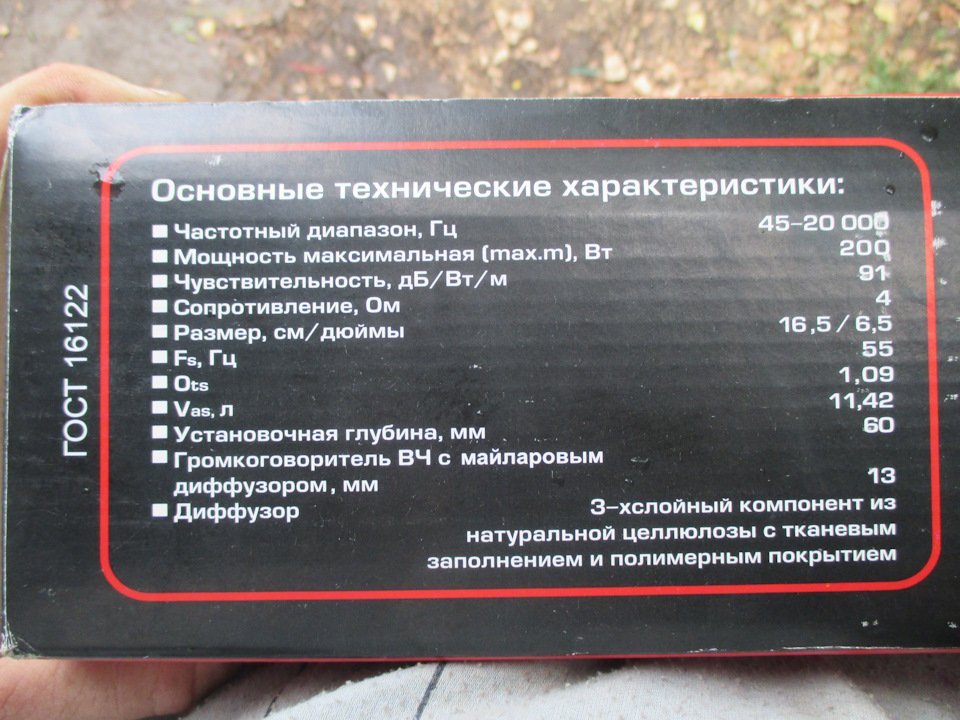 ГОСТ 16122
Основные технические характеристики:
Частотный диапазон, Гц 45-20 000
Мощность максимальная (max.m), Вт 200
Чувствительность, дБ/Вт/м 91
Сопротивление, Ом 4
Размер, см/дюймы 16,5 / 6,5
Fs, Гц 55
Qts 1,09
Vas, л 11,42
Установочная глубина, мм 60
Громкоговоритель ВЧ с майларовым
диффузором, мм 13
Диффузор 3-хслойный компонент из
натуральной целлюлозы с тканевым
заполнением и полимерным покрытием